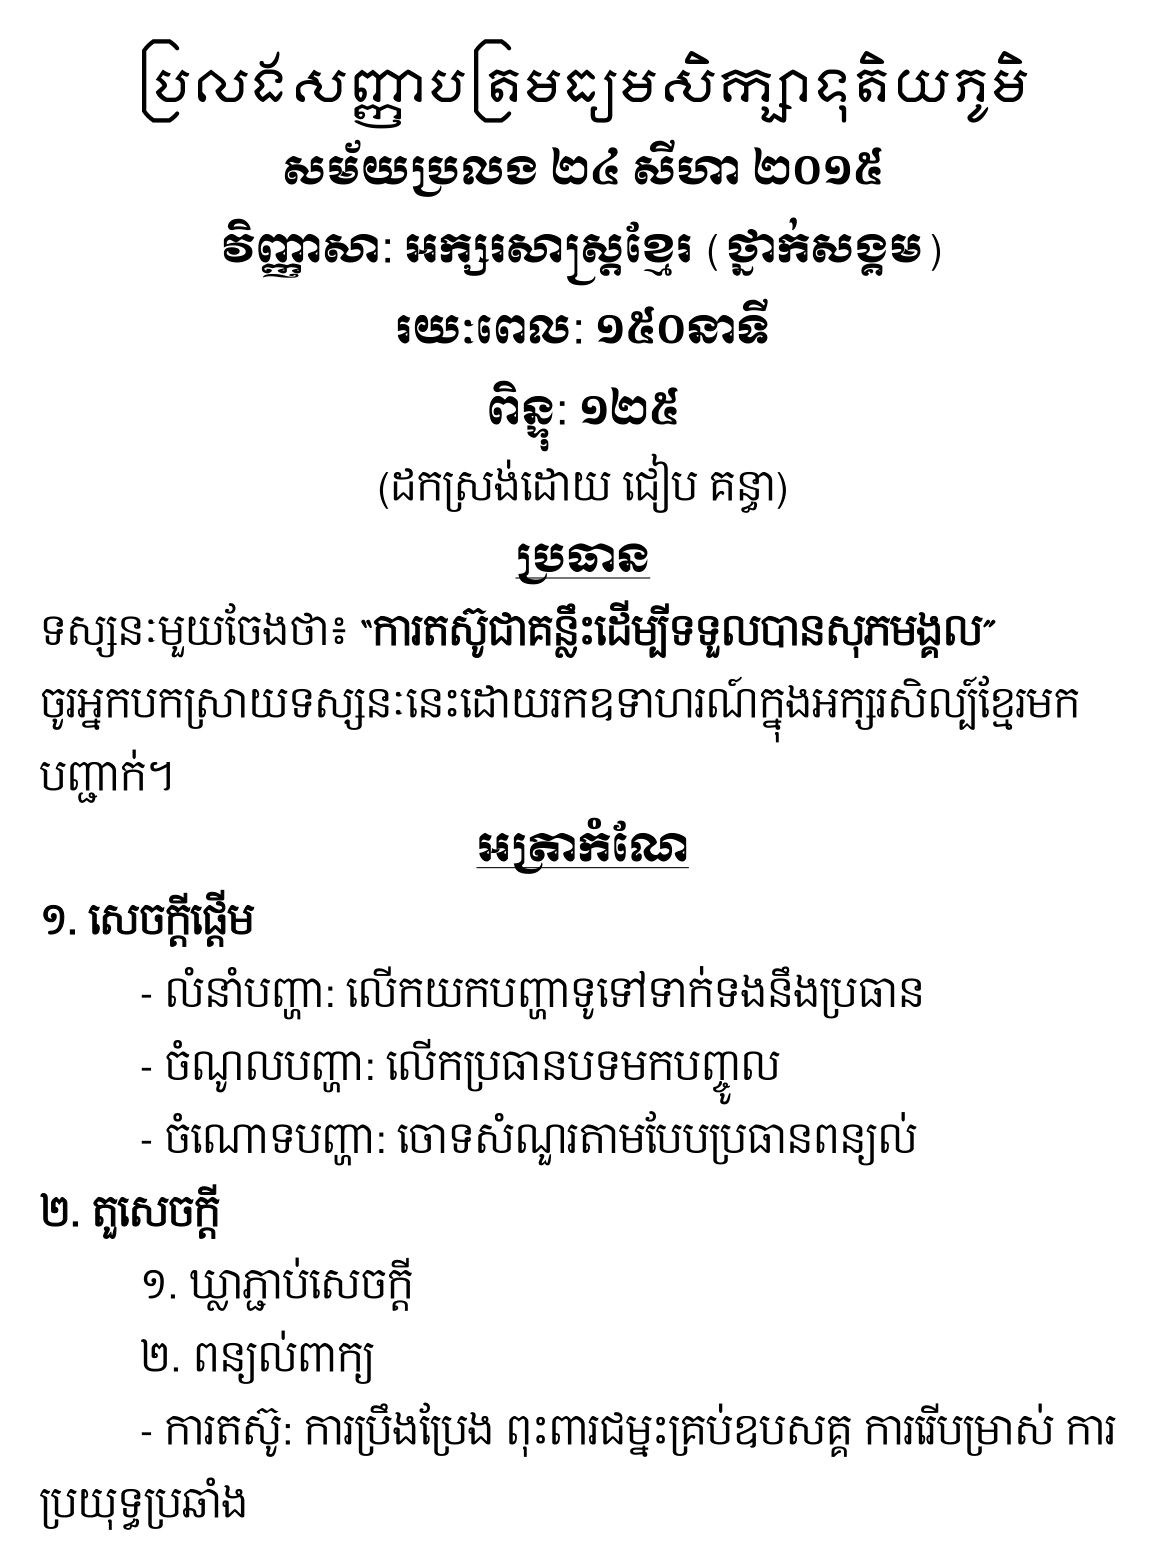 ប្រលងសញ្ញាបត្រមធ្យមសិក្សាទុតិយភូមិ
សម័យប្រលង ២៤ សីហា ២០១៥
វិញ្ញាសា: អក្សរសាស្ត្រខ្មែរ (ថ្នាក់សង្គម)
រយៈពេល: ១៥០នាទី
ពិន្ទុ: ១២៥
(ដកស្រង់ដោយ ជៀប គន្ធា)
ប្រធាន
ទស្សនៈមួយចែងថា៖ “ការតស៊ូជាគន្លឹះដើម្បីទទួលបានសុភមង្គល”
ចូរអ្នកបកស្រាយទស្សនៈនេះដោយរកឧទាហរណ៍ក្នុងអក្សរសិល្ប៍ខ្មែរមក
បញ្ជាក់។
អត្រាកំណែ
១. សេចក្ដីផ្ដើម
- លំនាំបញ្ហា: លើកយកបញ្ហាទូទៅទាក់ទងនឹងប្រធាន
- ចំណូលបញ្ហា: លើកប្រធានបទមកបញ្ចូល
- ចំណោទបញ្ហា: ចោទសំណួរតាមបែបប្រធានពន្យល់
២. តួសេចក្ដី
១. ឃ្លាភ្ជាប់សេចក្ដី
២. ពន្យល់ពាក្យ
- ការតស៊ូ: ការប្រឹងប្រែង ពុះពារជម្នះគ្រប់ឧបសគ្គ ការរើបម្រាស់ ការ
ប្រយុទ្ធប្រឆាំង